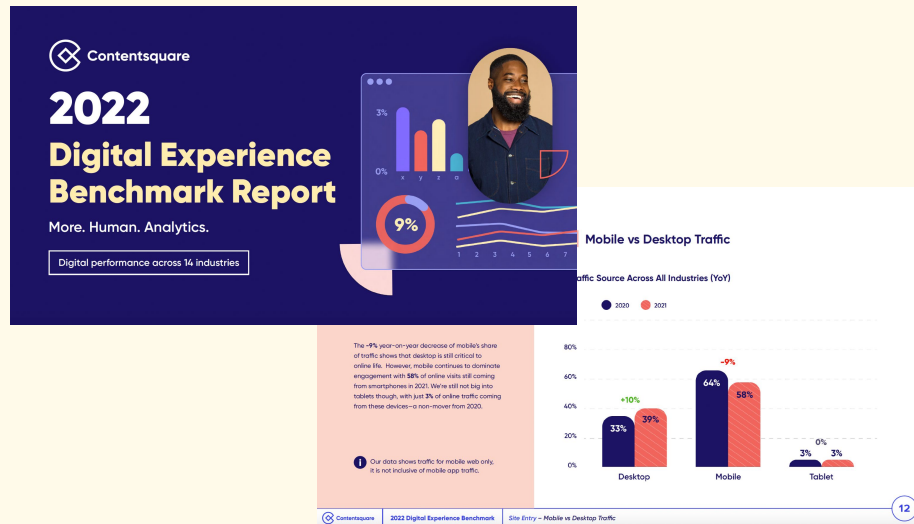 Contentsquare
2022
Digital Experience
Benchmark Report
More. Human. Analytics.
Digital performance across 14 industries
3%
0%
x y z a
9%
1 2 3 4 5 6 7
Mobile vs Desktop Traffic
affic Source Across All Industries (YoY)
2020 2021
80%
60%
40%
20%
0%
+10%
33% 39%
-9%
64% 58%
0%
3% 3%
Desktop Mobile Tablet
The -9% year-on-year decrease of mobile's share
of traffic shows that desktop is still critical to
online life. However, mobile continues to dominate
engagement with 58% of online visits still coming
from smartphones in 2021. We're still not big into
tablets though, with just 3% of online traffic coming
from these devices—a non-mover from 2020.
i Our data shows traffic for mobile web only,
it is not inclusive of mobile app traffic.
Contentsquare 2022 Digital Experience Benchmark Site Entry – Mobile vs Desktop Traffic
12